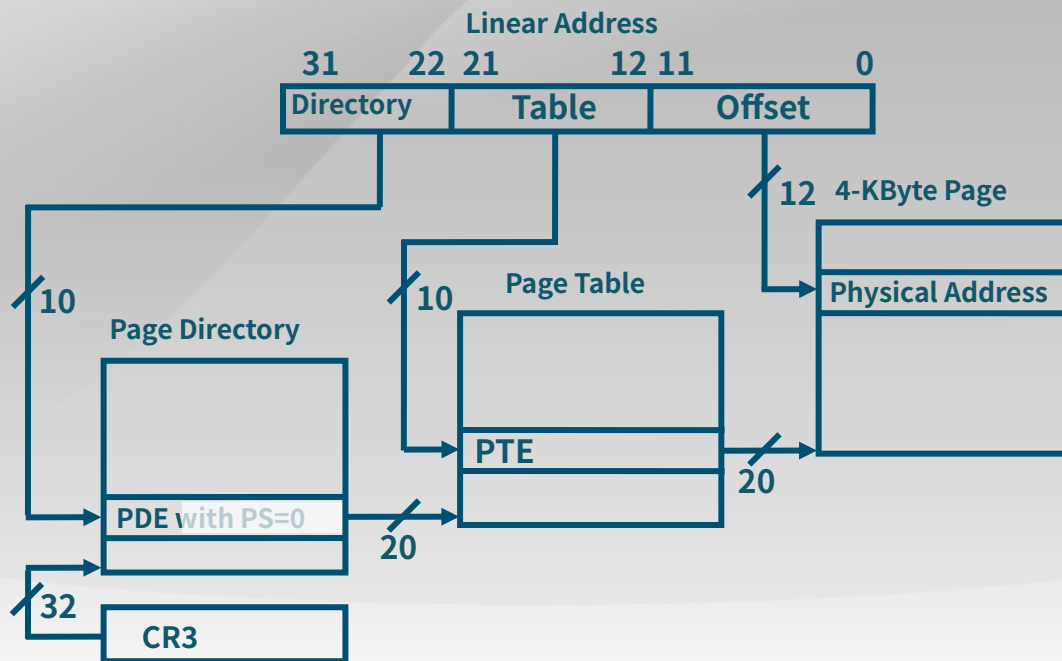 Linear Address
31 22 21 12 11 0
Directory Table Offset
12 4-KByte Page
10 10 Page Table Physical Address
Page Directory
PTE
20
PDE with PS=0
20
32
CR3